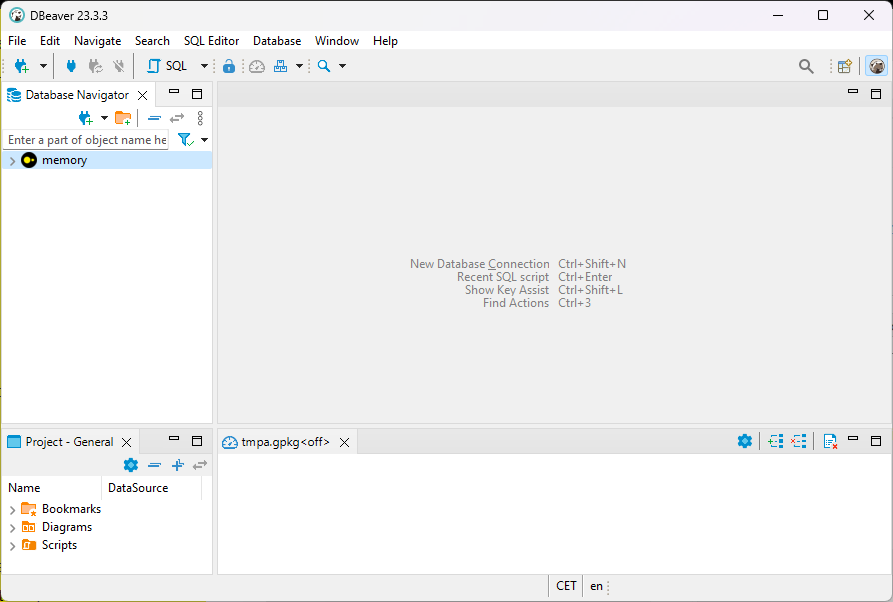 DBeaver 23.3.3
File Edit Navigate Search SQL Editor Database Window Help
SQL
Database Navigator
Enter a part of object name he
memory
New Database Connection Ctrl+Shift+N
Recent SQL script Ctrl+Enter
Show Key Assist Ctrl+Shift+L
Find Actions Ctrl+3
Project - General
Name DataSource
Bookmarks
Diagrams
Scripts
tmpa.gpkg<off>
CET en